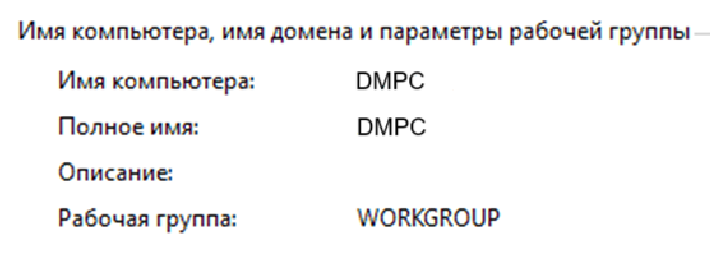 Имя компьютера, имя домена и параметры рабочей группы
Имя компьютера: DMPC
Полное имя: DMPC
Описание:
Рабочая группа: WORKGROUP